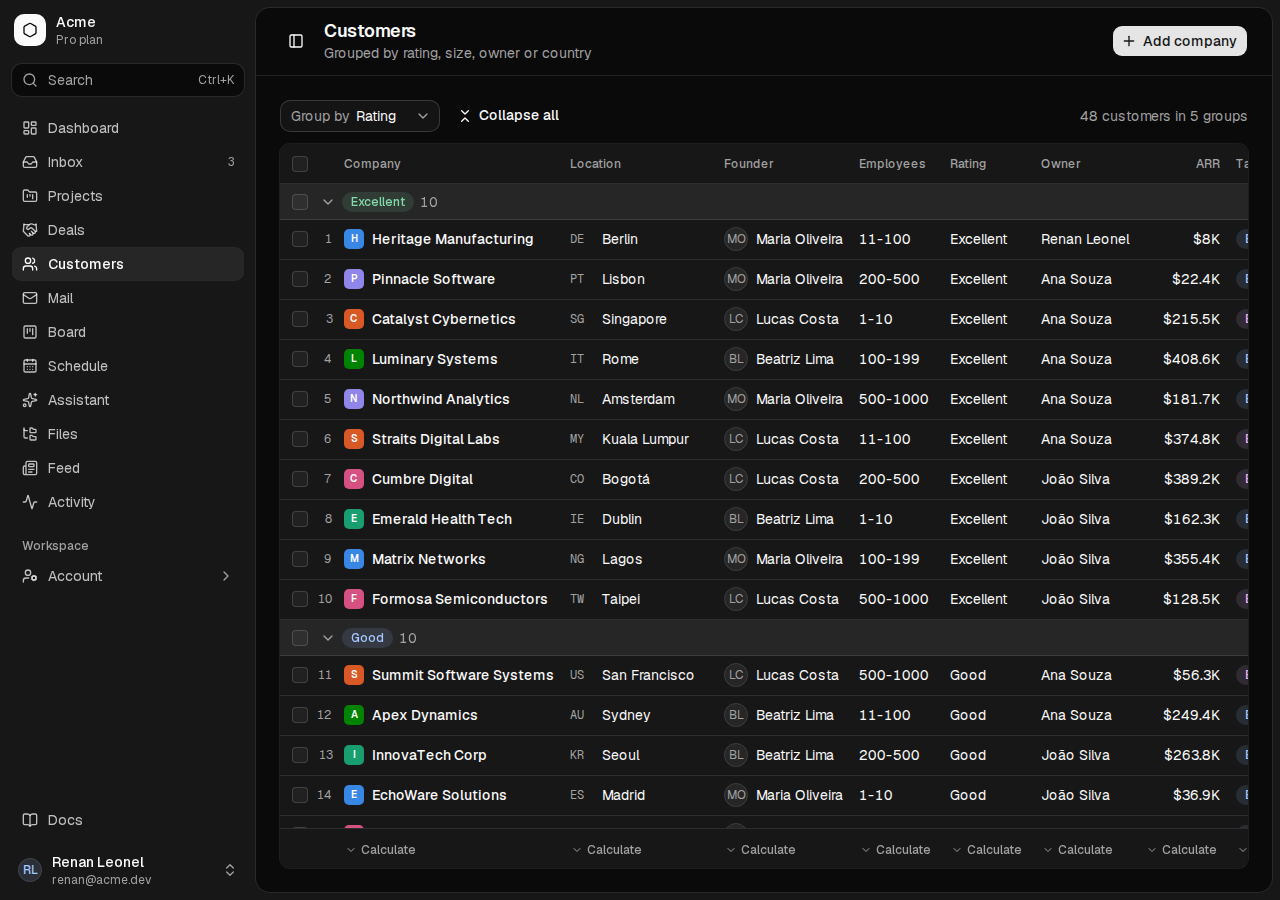 Acme
Pro plan
Search Ctrl+K
Dashboard
Inbox 3
Projects
Deals
Customers
Mail
Board
Schedule
Assistant
Files
Feed
Activity
Workspace
Account
Docs
RL Renan Leonel
renan@acme.dev
Customers
Grouped by rating, size, owner or country
Add company
Group by Rating Collapse all 48 customers in 5 groups
Company Location Founder Employees Rating Owner ARR
Excellent 10
1 H Heritage Manufacturing DE Berlin MO Maria Oliveira 11-100 Excellent Renan Leonel $8K
2 P Pinnacle Software PT Lisbon MO Maria Oliveira 200-500 Excellent Ana Souza $22.4K
3 C Catalyst Cybernetics SG Singapore LC Lucas Costa 1-10 Excellent Ana Souza $215.5K
4 L Luminary Systems IT Rome BL Beatriz Lima 100-199 Excellent Ana Souza $408.6K
5 N Northwind Analytics NL Amsterdam MO Maria Oliveira 500-1000 Excellent Ana Souza $181.7K
6 S Straits Digital Labs MY Kuala Lumpur LC Lucas Costa 11-100 Excellent Ana Souza $374.8K
7 C Cumbre Digital CO Bogotá LC Lucas Costa 200-500 Excellent João Silva $389.2K
8 E Emerald Health Tech IE Dublin BL Beatriz Lima 1-10 Excellent João Silva $162.3K
9 M Matrix Networks NG Lagos MO Maria Oliveira 100-199 Excellent João Silva $355.4K
10 F Formosa Semiconductors TW Taipei LC Lucas Costa 500-1000 Excellent João Silva $128.5K
Good 10
11 S Summit Software Systems US San Francisco LC Lucas Costa 500-1000 Good Ana Souza $56.3K
12 A Apex Dynamics AU Sydney BL Beatriz Lima 11-100 Good Ana Souza $249.4K
13 I InnovaTech Corp KR Seoul BL Beatriz Lima 200-500 Good João Silva $263.8K
14 E EchoWare Solutions ES Madrid MO Maria Oliveira 1-10 Good João Silva $36.9K
Calculate Calculate Calculate Calculate Calculate Calculate Calculate